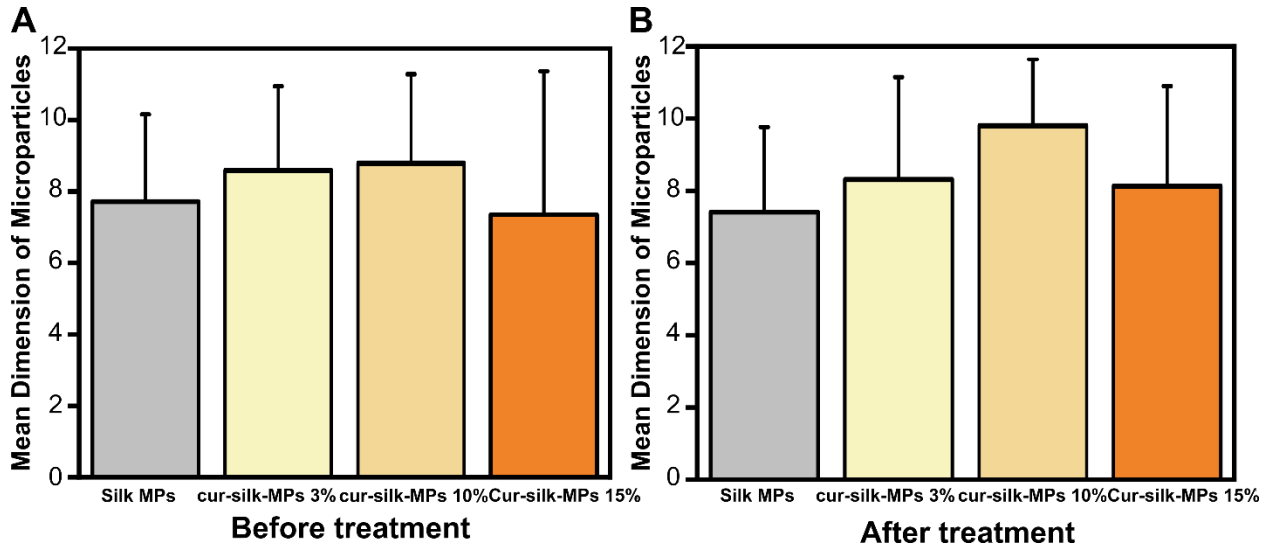 A
Mean Dimension of Microparticles
12
10
8
6
4
2
0
Silk MPs
cur-silk-MPs 3%
cur-silk-MPs 10%
Cur-silk-MPs 15%
Before treatment
B
Mean Dimension of Microparticles
12
10
8
6
4
2
0
Silk MPs
cur-silk-MPs 3%
cur-silk-MPs 10%
Cur-silk-MPs 15%
After treatment